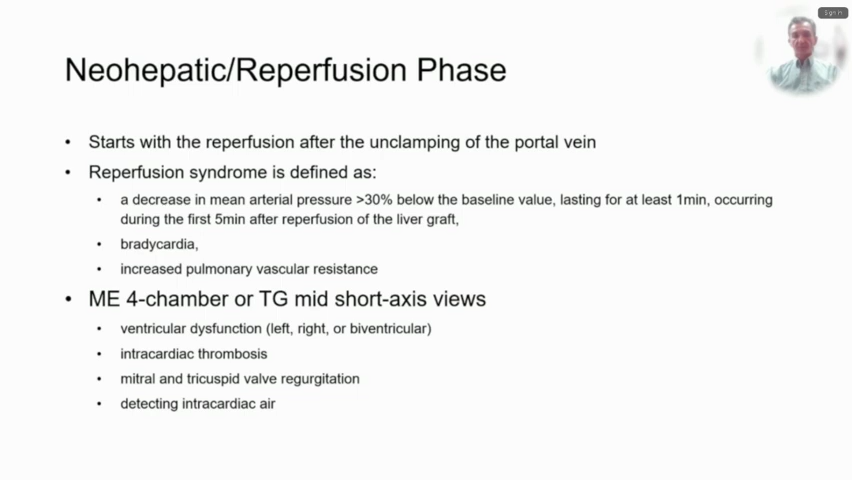 Sign in
Neohepatic/Reperfusion Phase
• Starts with the reperfusion after the unclamping of the portal vein
• Reperfusion syndrome is defined as:
• a decrease in mean arterial pressure >30% below the baseline value, lasting for at least 1min, occurring
during the first 5min after reperfusion of the liver graft,
• bradycardia,
• increased pulmonary vascular resistance
• ME 4-chamber or TG mid short-axis views
• ventricular dysfunction (left, right, or biventricular)
• intracardiac thrombosis
• mitral and tricuspid valve regurgitation
• detecting intracardiac air